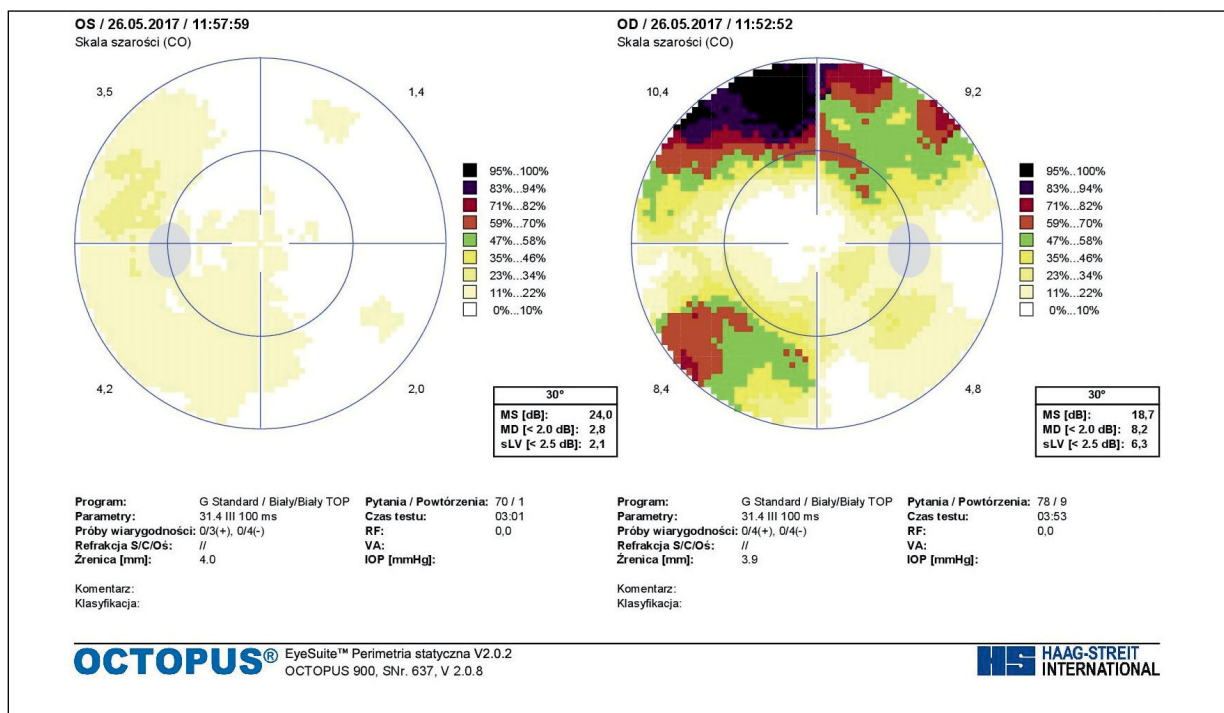 OS / 26.05.2017 / 11:57:59
Skala szarości (CO)
3,5
1,4
4,2
2,0
95%..100%
83%..94%
71%...82%
59%...70%
47%...58%
35%...46%
23%...34%
11%...22%
0%...10%
30°
MS [dB]: 24,0
MD [< 2.0 dB]: 2,8
sLV [< 2.5 dB]: 2,1
Program: G Standard / Biały/Biały TOP
Parametry: 31.4 III 100 ms
Próby wiarygodności: 0/3(+), 0/4(-)
Refrakcja S/C/Oś: //
Źrenica [mm]: 4.0
Pytania / Powtórzenia: 70 / 1
Czas testu: 03:01
RF: 0,0
VA:
IOP [mmHg]:
Komentarz:
Klasyfikacja:
OD / 26.05.2017 / 11:52:52
Skala szarości (CO)
10,4
9,2
8,4
4,8
95%..100%
83%..94%
71%...82%
59%...70%
47%...58%
35%...46%
23%...34%
11%...22%
0%...10%
30°
MS [dB]: 18,7
MD [< 2.0 dB]: 8,2
sLV [< 2.5 dB]: 6,3
Program: G Standard / Biały/Biały TOP
Parametry: 31.4 III 100 ms
Próby wiarygodności: 0/4(+), 0/4(-)
Refrakcja S/C/Oś: //
Źrenica [mm]: 3.9
Pytania / Powtórzenia: 78 / 9
Czas testu: 03:53
RF: 0,0
VA:
IOP [mmHg]:
Komentarz:
Klasyfikacja:
OCTOPUS® EyeSuite™ Perimetria statyczna V2.0.2
OCTOPUS 900, SNr. 637, V 2.0.8
HS HAAG-STREIT
INTERNATIONAL